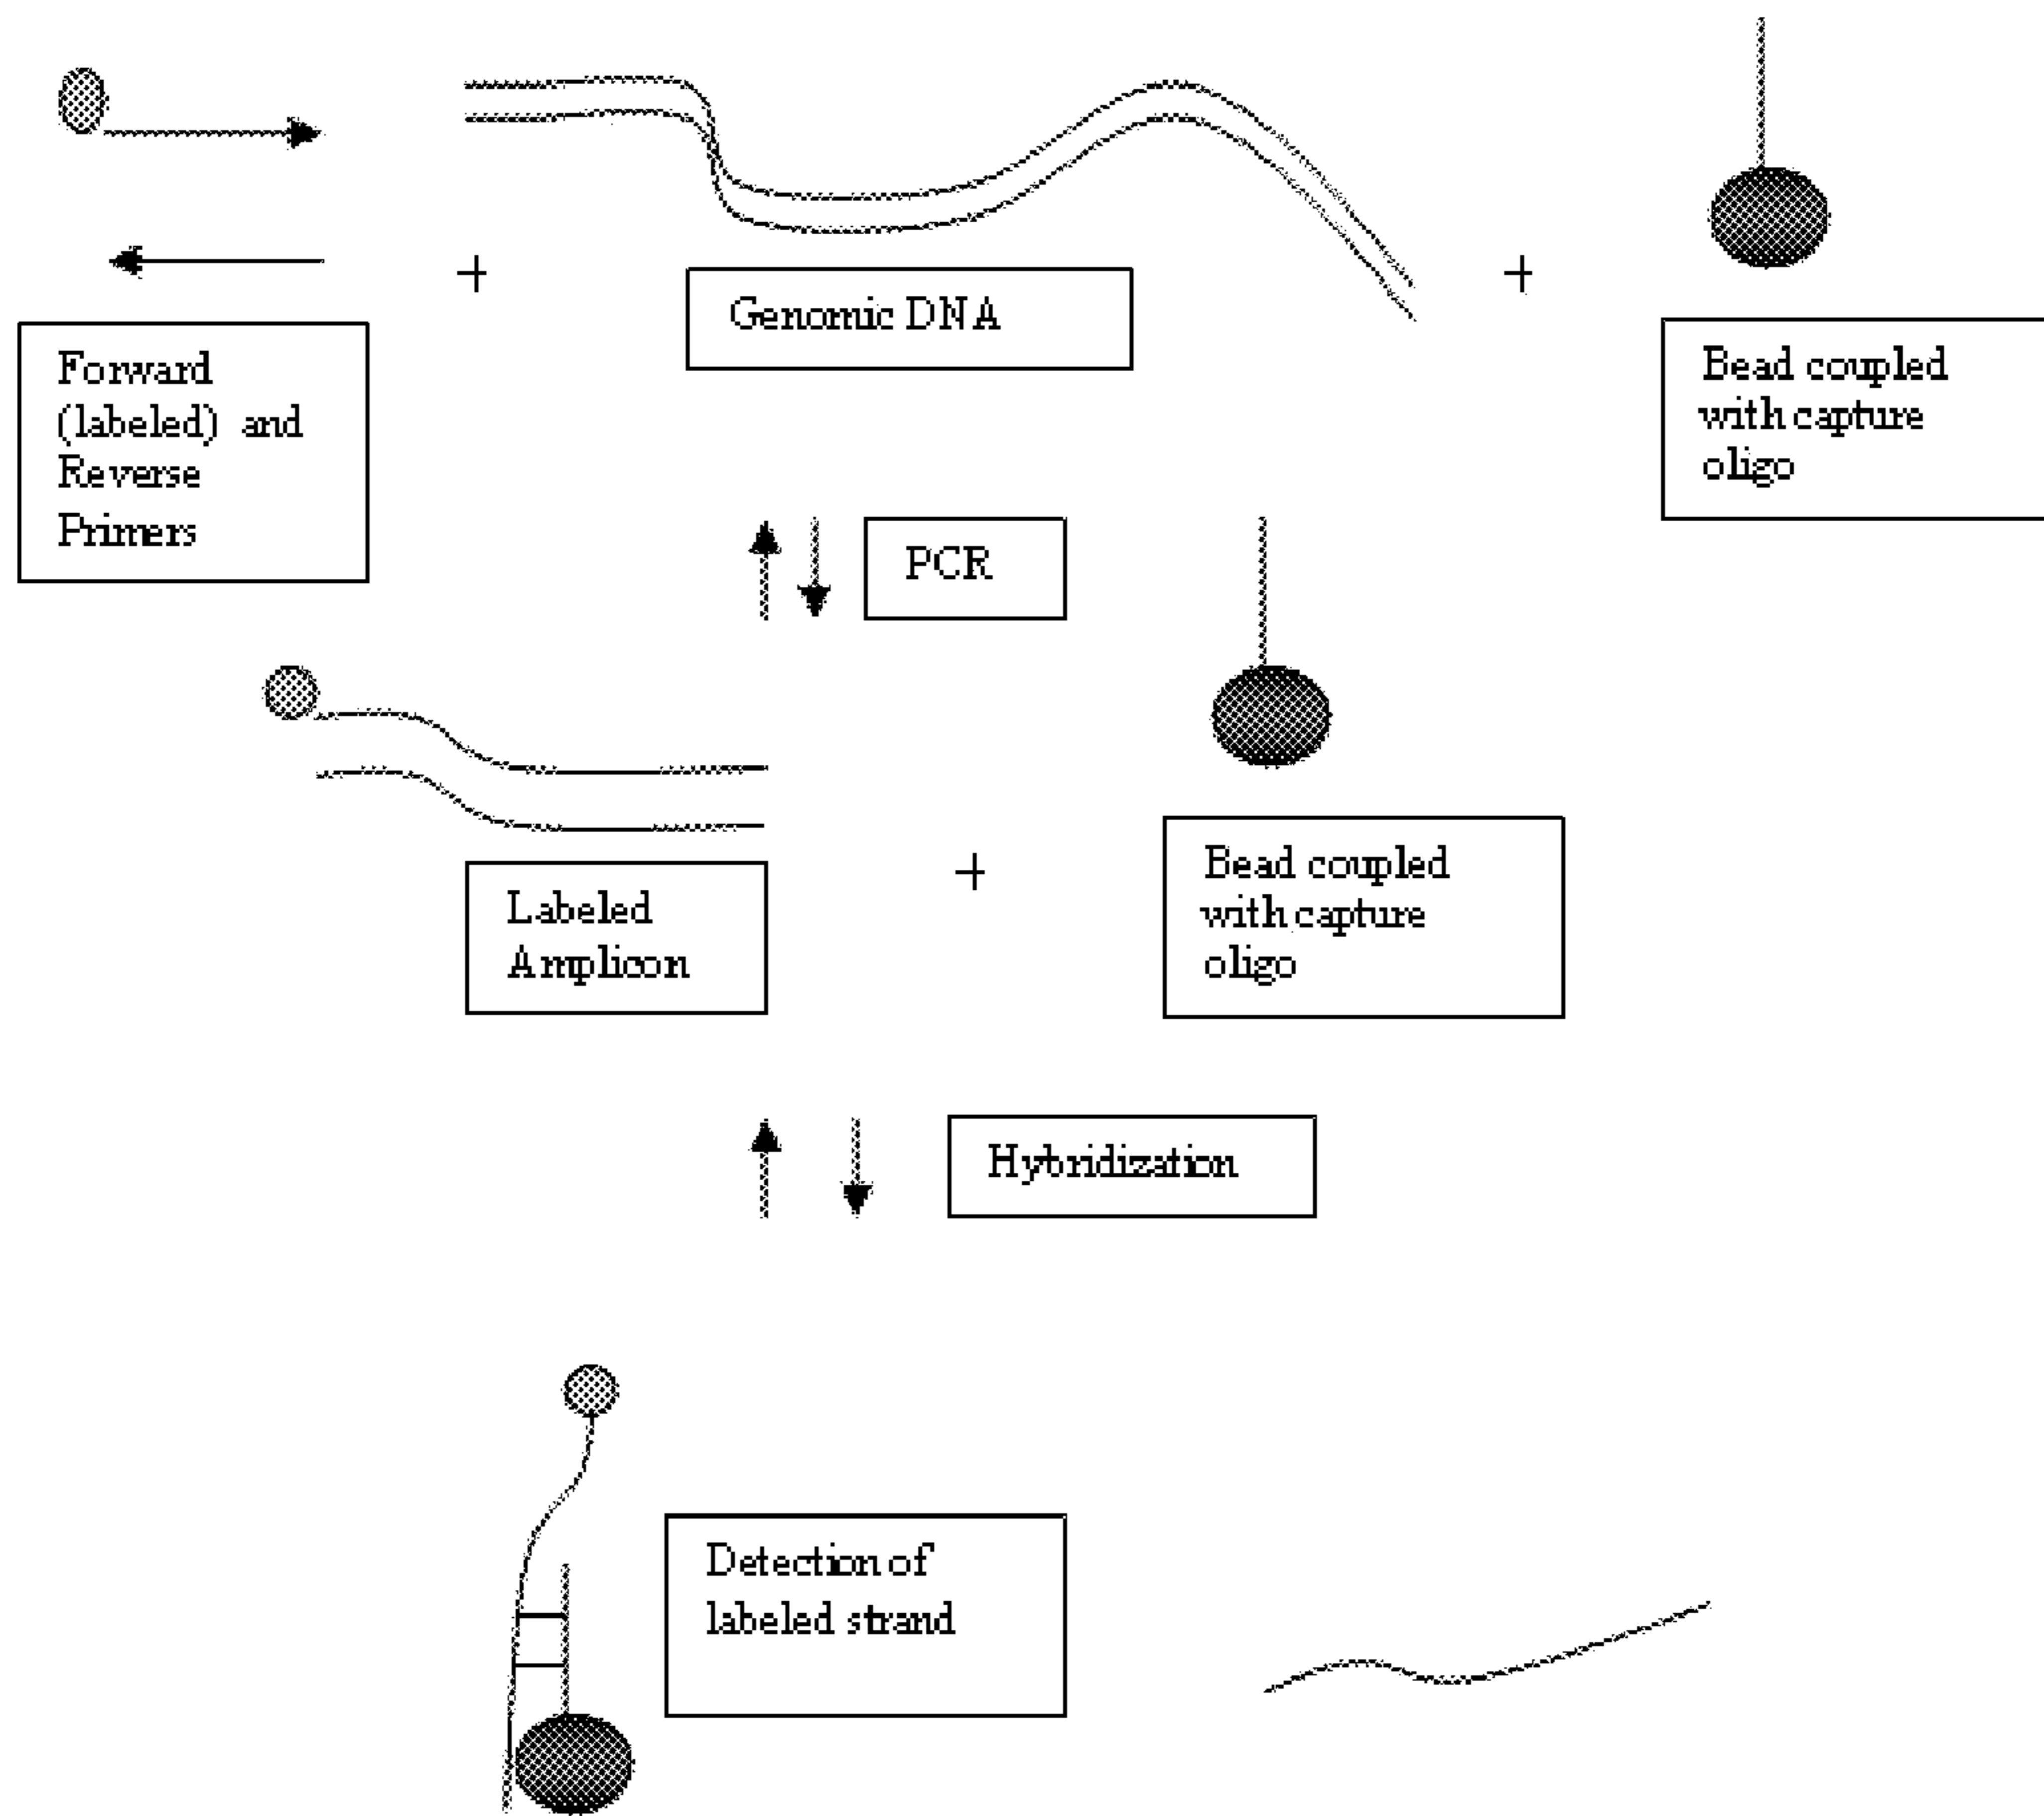 +
Genomic DNA
+
Forward
(labeled) and
Reverse
Primers
Bead coupled
with capture
oligo
PCR
Labeled
Amplicon
+
Bead coupled
with capture
oligo
Hybridization
Detection of
labeled strand